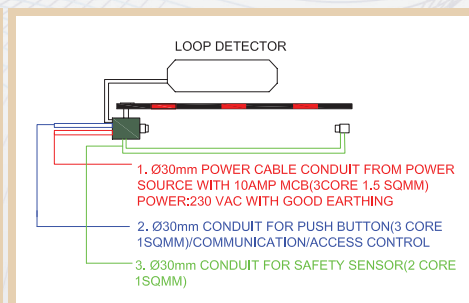 LOOP DETECTOR
1. Ø30mm POWER CABLE CONDUIT FROM POWER
SOURCE WITH 10AMP MCB(3CORE 1.5 SQMM)
POWER:230 VAC WITH GOOD EARTHING
2. Ø30mm CONDUIT FOR PUSH BUTTON(3 CORE
1SQMM)/COMMUNICATION/ACCESS CONTROL
3. Ø30mm CONDUIT FOR SAFETY SENSOR(2 CORE
1SQMM)